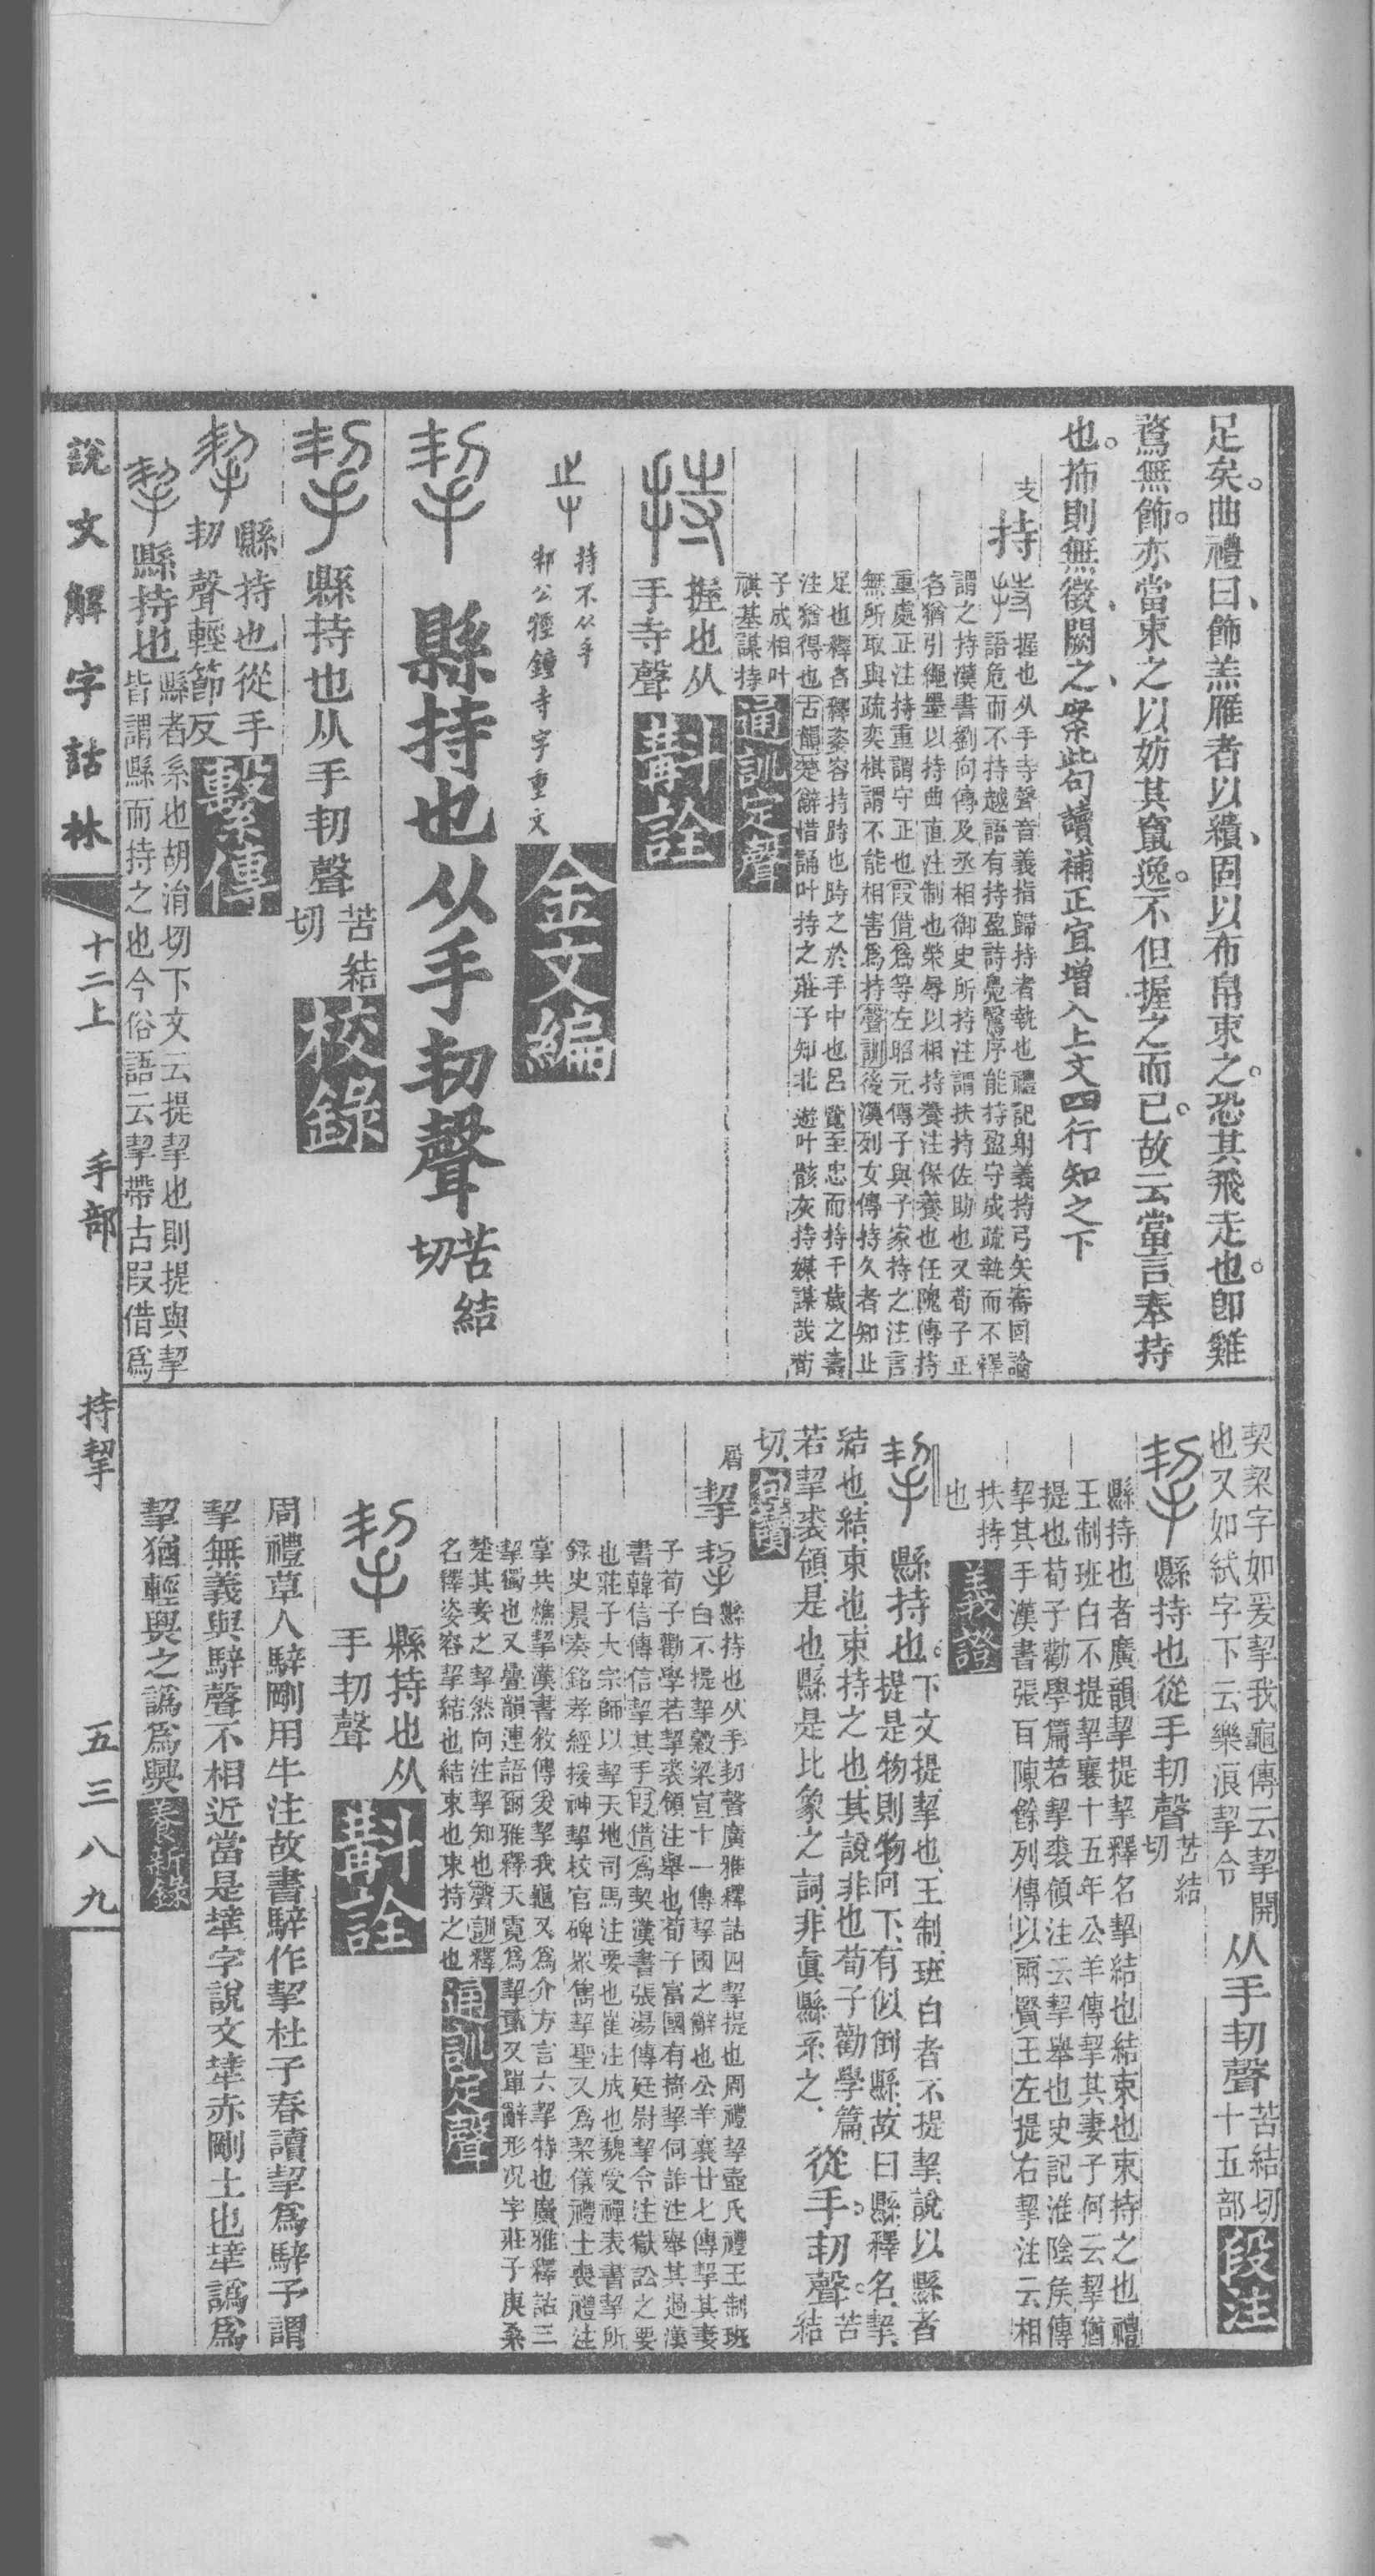 足矣。曲禮曰、飾羔雁者以繢、固以布帛束之。恐其飛走也。卽雞
鶩無飾。亦當束之以妨其竄逸。不但握之而已。故云當言奉持
也。抪則無徵、闕之、案此句讀補正宜增入上文四行知之下
支
持
握也从手寺聲音義指歸持者執也禮記射義持弓矢審固論
語危而不持越語有持盈詩鳧鷖序能持盈守成疏執而不釋
謂之持漢書劉向傳及丞相御史所持注謂扶持佐助也又荀子正
名猶引繩墨以持曲直注制也榮辱以相持養注保養也任隗傳持
重處正注持重謂守正也叚借爲等左昭元傳子與子家持之注言
無所取與疏奕棋謂不能相害爲持聲訓後漢列女傳持久者知止
足也釋名釋姿容持跱也跱之於手中也呂覽至忠而持千歲之壽
注猶得也古韻楚辭惜誦叶持之莊子知北遊叶骸灰持媒謀哉荀
子成相叶
祺基謀持
通訓定聲
持
握也从
手寺聲
斠詮
持不从手
邾公牼鐘寺字重文
金文編
挈
縣持也从手㓞聲苦結切
挈
縣持也从手㓞聲苦結切
校錄
挈
縣持也從手
㓞聲輕節反
繫傳
挈
縣持也縣者系也胡涓切下文云提挈也則提與挈
皆謂縣而持之也今俗語云挈帶古叚借爲
說文解字詁林
十二上
手部
持挈
五三八九
契栔字如爰挈我龜傳云挈開
也又如軾字下云樂浪挈令
从手㓞聲苦結切十五部
段注
挈
縣持也從手㓞聲苦結切
縣持也者廣韻挈提挈釋名挈結也結束也束持之也禮
王制班白不提挈襄十五年公羊傳挈其妻子何云挈猶
提也荀子勸學篇若挈裘領注云挈舉也史記淮陰侯傳
挈其手漢書張百陳餘列傳以兩賢王左提右挈注云相
扶持
也
義證
挈
縣持也。下文提挈也、王制、班白者不提挈、說以縣者
提是物、則物向下、有似倒縣、故曰縣、釋名、挈、
結也、結、束也、束持之也、其說非也、荀子勸學篇、從手。㓞聲。苦
若挈裘領、是也、縣是比象之詞、非眞縣系之、結
切、
句讀
屑
挈
縣持也从手㓞聲廣雅釋詁四挈提也周禮挈壺氏禮王制班
白不提挈穀梁宣十一傳挈國之辭也公羊襄廿七傳挈其妻
子荀子勸學若挈裘領注舉也荀子富國有掎挈伺詐注舉其過漢
書韓信傳信挈其手叚借爲契漢書張湯傳廷尉挈令注獄訟之要
也莊子大宗師以挈天地司馬注要也崔注成也魏受禪表書挈所
錄史晨奏銘孝經援神挈校官碑衆儁挈聖又爲栔儀禮士喪禮注
掌共燋挈漢書敘傳爰挈我龜又爲介方言六挈特也廣雅釋詁三
挈獨也又疊韻連語爾雅釋天霓爲挈貳又單辭形況字莊子庚桑
楚其妾之挈然向注挈知也聲訓釋
名釋姿容挈結也結束也束持之也
通訓定聲
挈
縣持也从
手㓞聲
斠詮
周禮草人騂剛用牛注故書騂作挈杜子春讀挈爲騂予謂
挈無義與騂聲不相近當是垟字說文垟赤剛土也垟譌爲
挈猶輕輿之譌爲興
養新錄